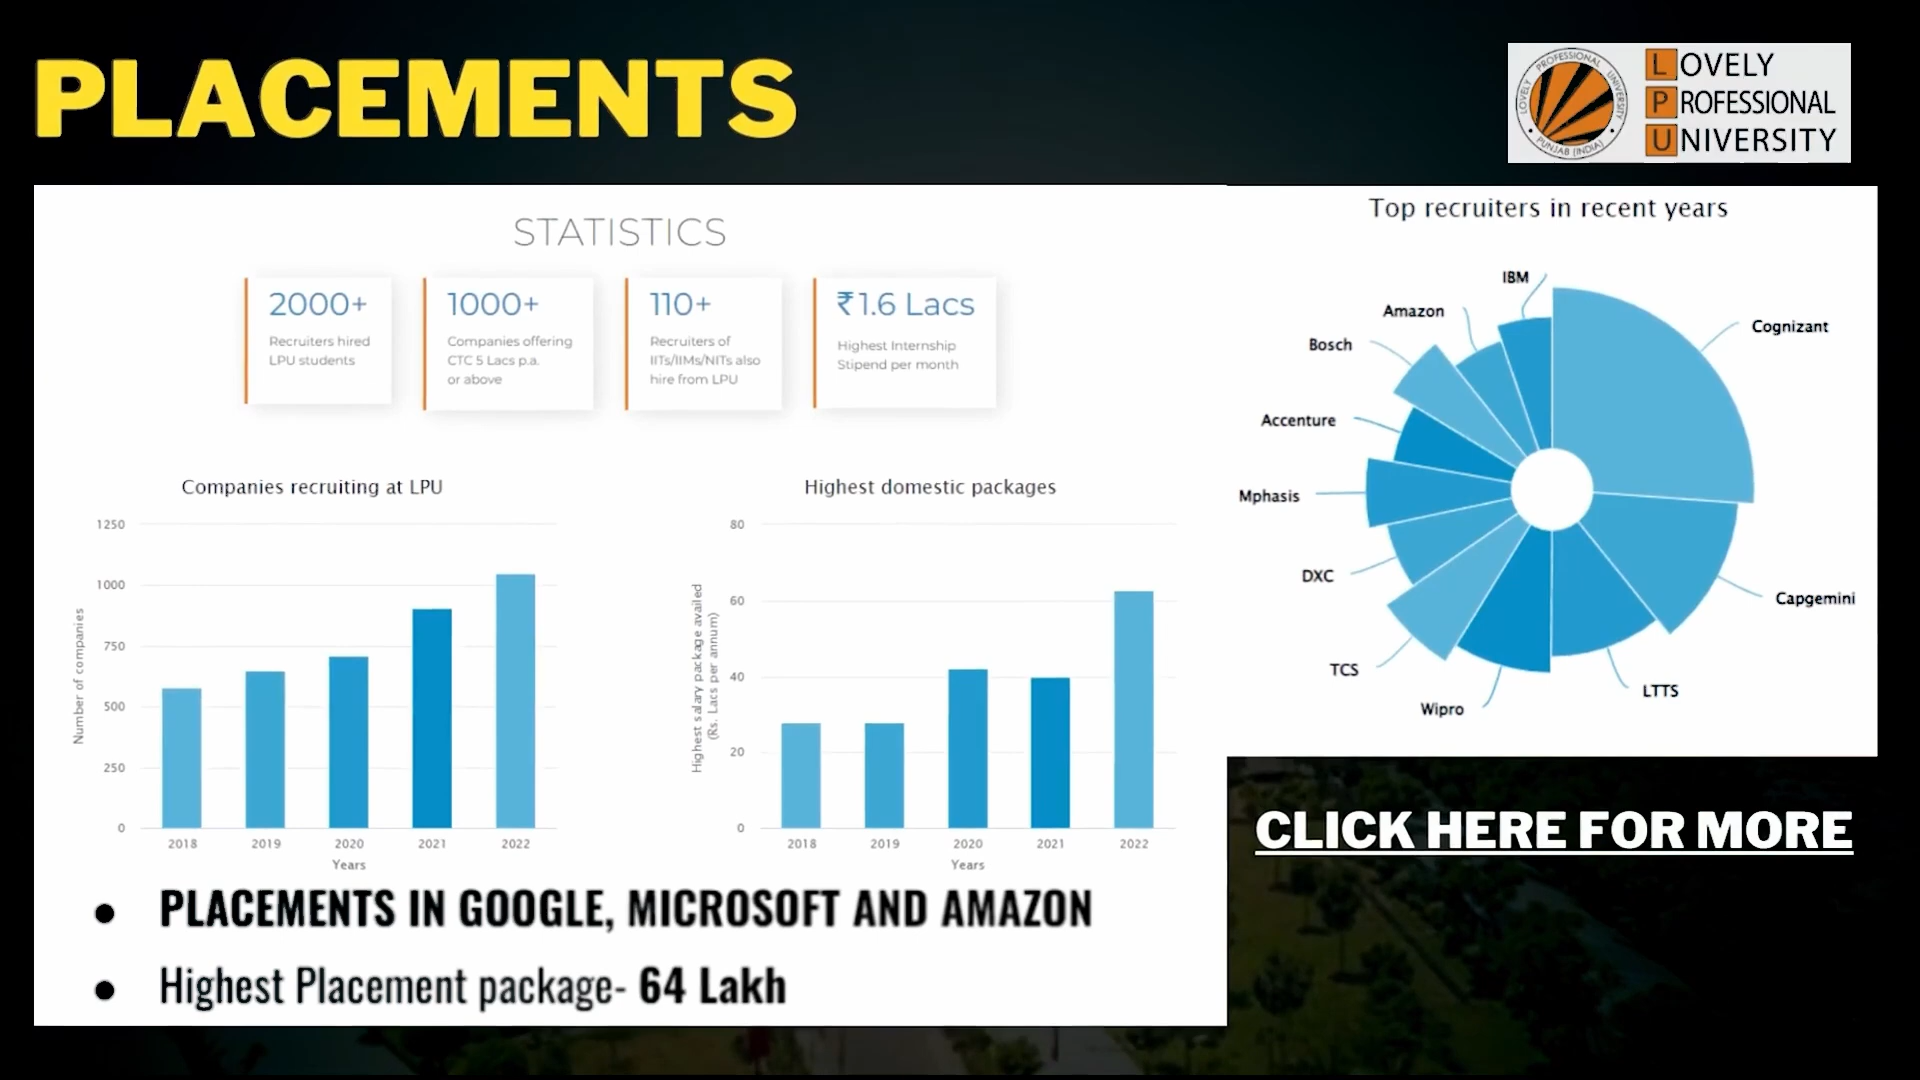 PLACEMENTS
LOVELY
PROFESSIONAL
UNIVERSITY
LOVELY PROFESSIONAL UNIVERSITY
PUNJAB (INDIA)
STATISTICS
2000+
Recruiters hired
LPU students
1000+
Companies offering
CTC 5 Lacs p.a.
or above
110+
Recruiters of
IITs/IIMs/NITs also
hire from LPU
₹1.6 Lacs
Highest Internship
Stipend per month
Companies recruiting at LPU
Number of companies
1250
1000
750
500
250
0
2018 2019 2020 2021 2022
Years
Highest domestic packages
Highest salary package availed
(Rs. Lacs per annum)
80
60
40
20
0
2018 2019 2020 2021 2022
Years
PLACEMENTS IN GOOGLE, MICROSOFT AND AMAZON
Highest Placement package- 64 Lakh
Top recruiters in recent years
IBM
Amazon
Cognizant
Bosch
Accenture
Mphasis
DXC
Capgemini
TCS
LTTS
Wipro
CLICK HERE FOR MORE